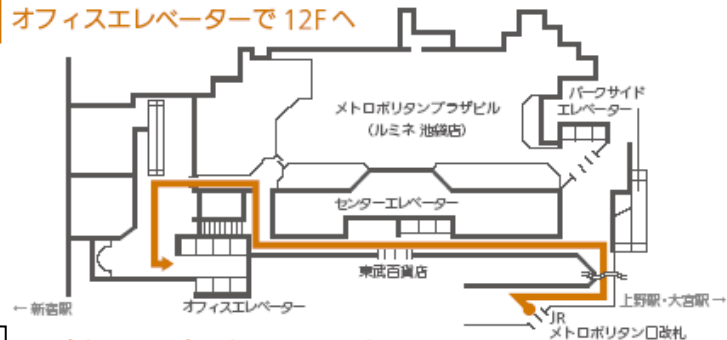 オフィスエレベーターで 12F へ
パークサイド
エレベーター
メトロポリタンプラザビル
（ルミネ 池袋店）
センターエレベーター
東武百貨店
← 新宿駅
オフィスエレベーター
上野駅・大宮駅 →
JR
メトロポリタン口改札